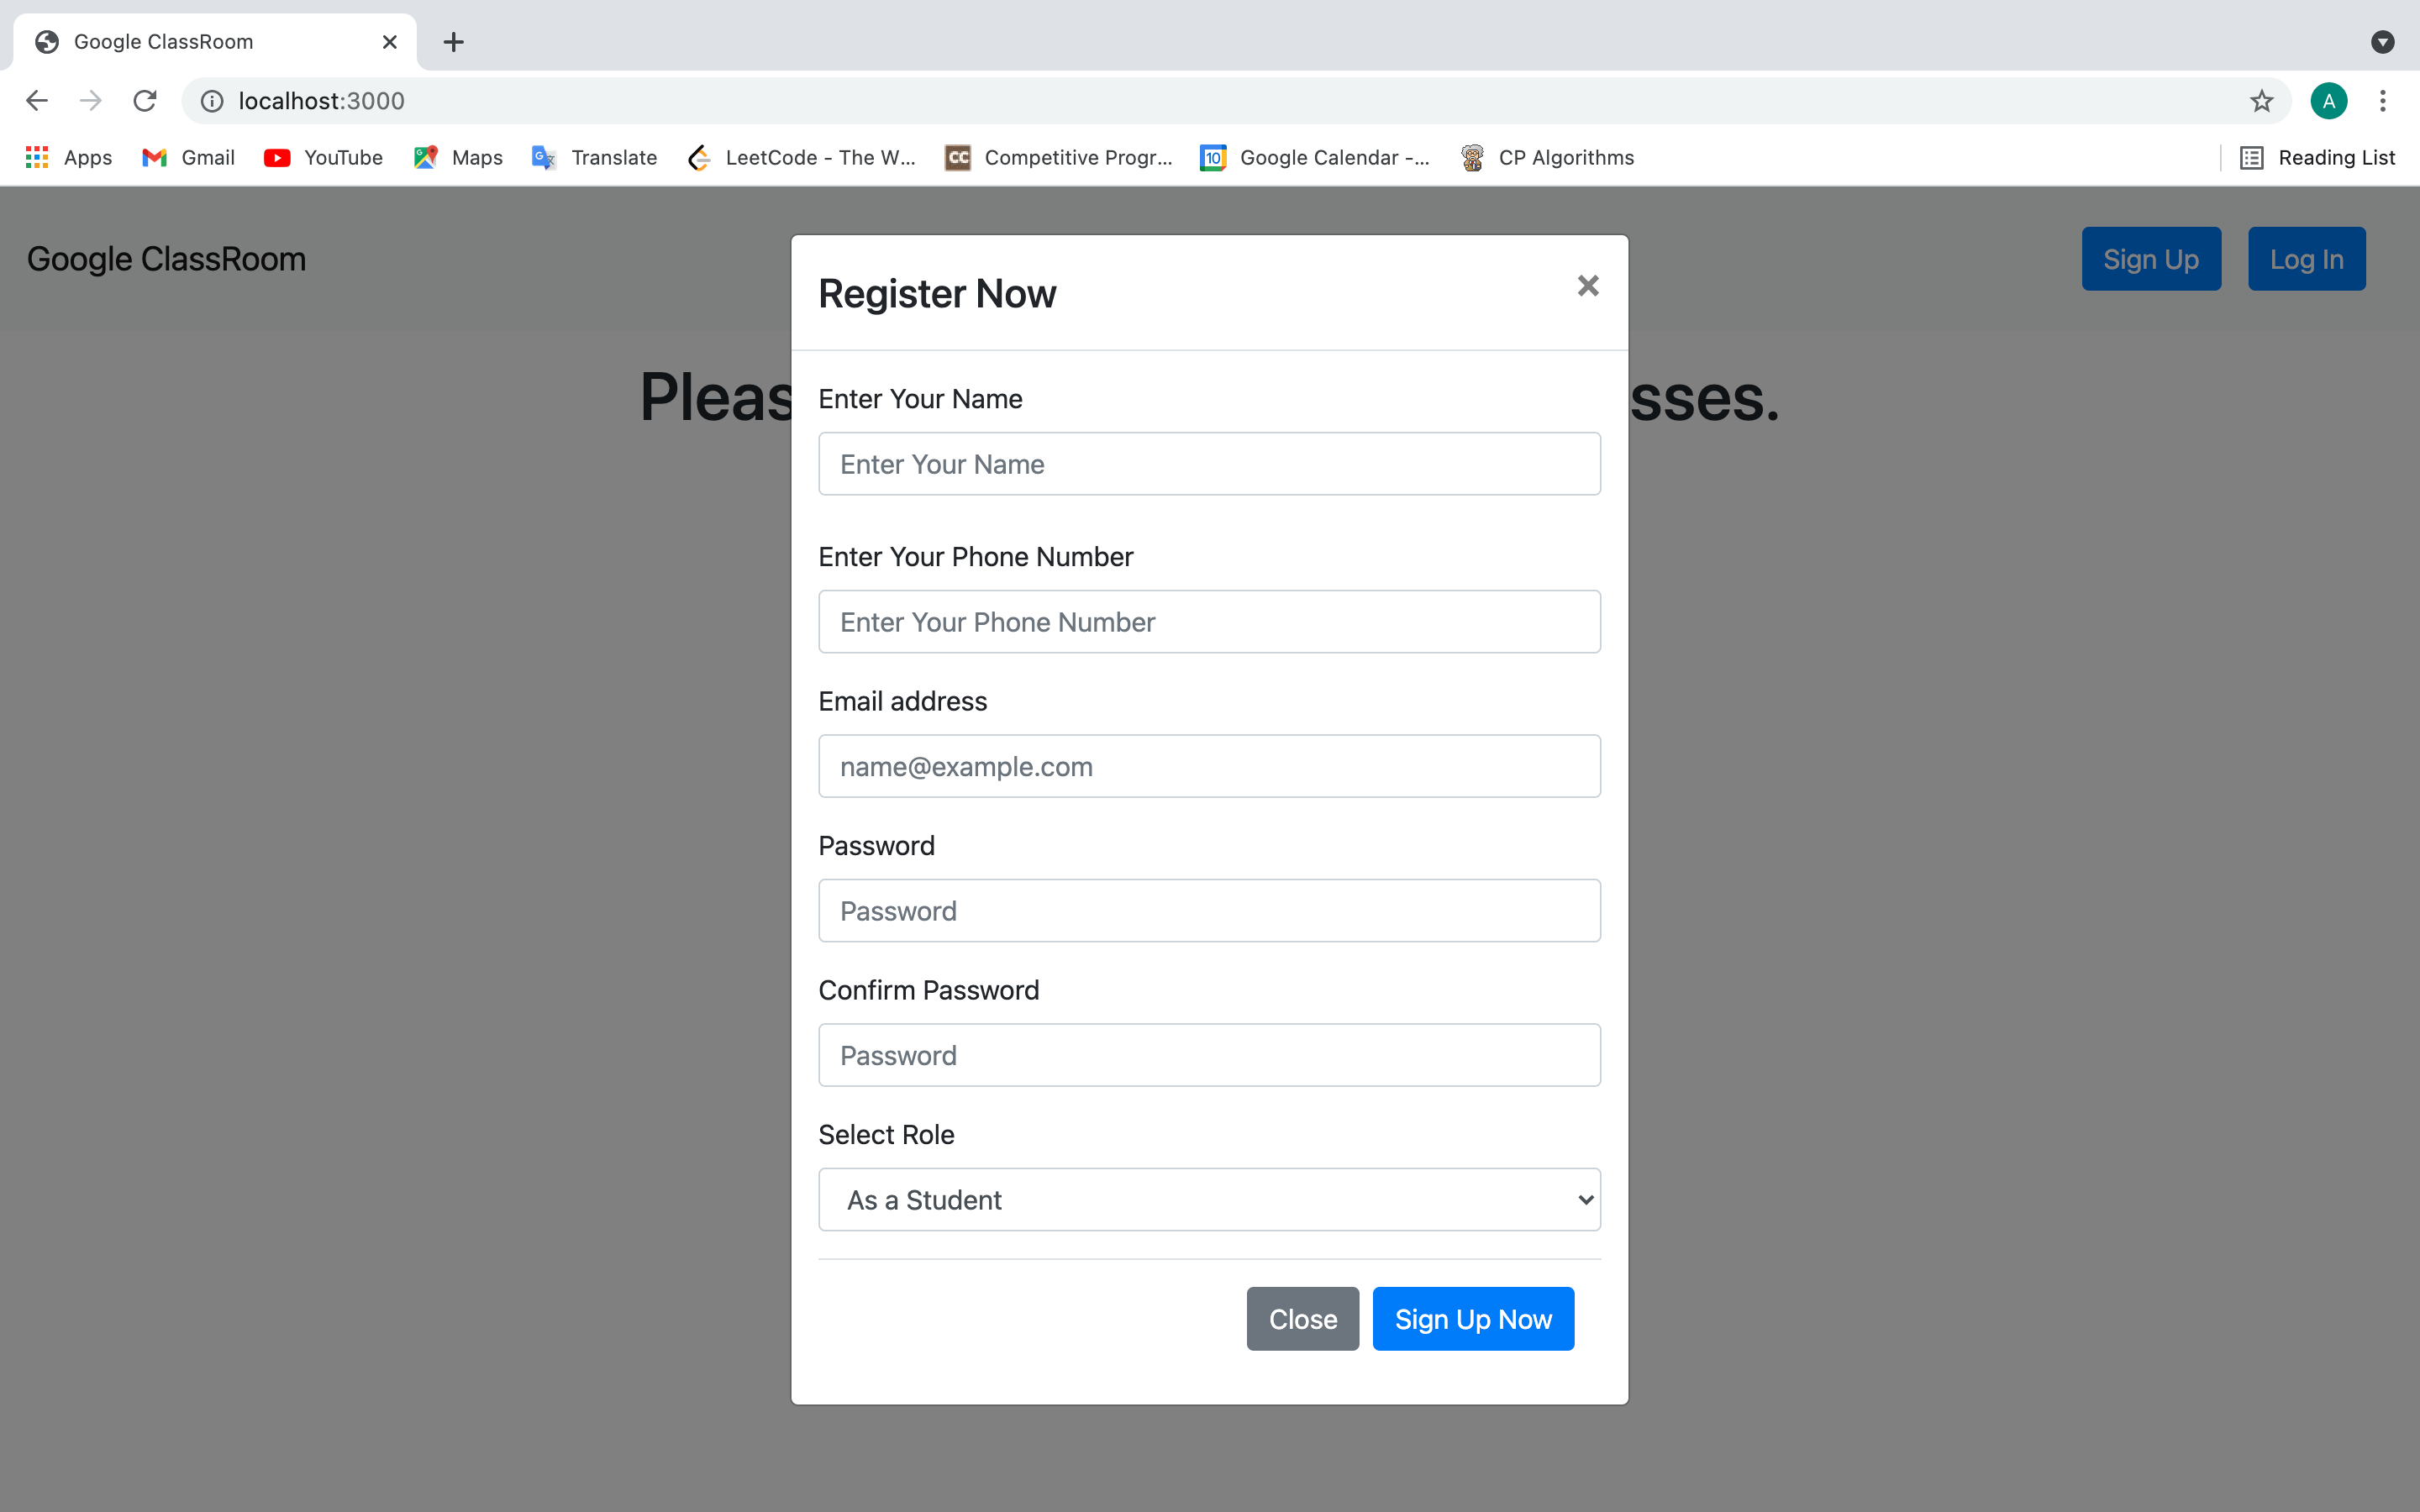 Google ClassRoom
localhost:3000
A
Apps Gmail YouTube Maps Translate LeetCode - The W... CC Competitive Progr... 10 Google Calendar -... CP Algorithms Reading List
Google ClassRoom
Sign Up Log In
Register Now
Pleas
sses.
Enter Your Name
Enter Your Name
Enter Your Phone Number
Enter Your Phone Number
Email address
name@example.com
Password
Password
Confirm Password
Password
Select Role
As a Student
Close Sign Up Now